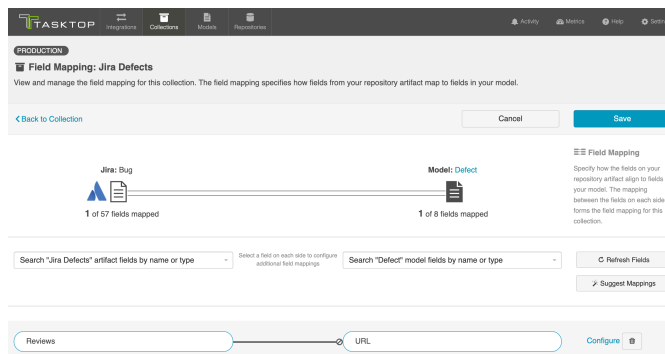 TASKTOP
Integrations
Collections
Models
Repositories
Activity
Metrics
Help
PRODUCTION
Field Mapping: Jira Defects
View and manage the field mapping for this collection. The field mapping specifies how fields from your repository artifact map to fields in your model.
Back to Collection
Cancel
Save
Jira: Bug
1 of 57 fields mapped
Model: Defect
1 of 8 fields mapped
Field Mapping
Specify how the fields on your
repository artifact align to fields
your model. The mapping
between the fields on each side
forms the field mapping for this
collection.
Search "Jira Defects" artifact fields by name or type
Select a field on each side to configure
additional field mappings
Search "Defect" model fields by name or type
Refresh Fields
Suggest Mappings
Reviews
URL
Configure